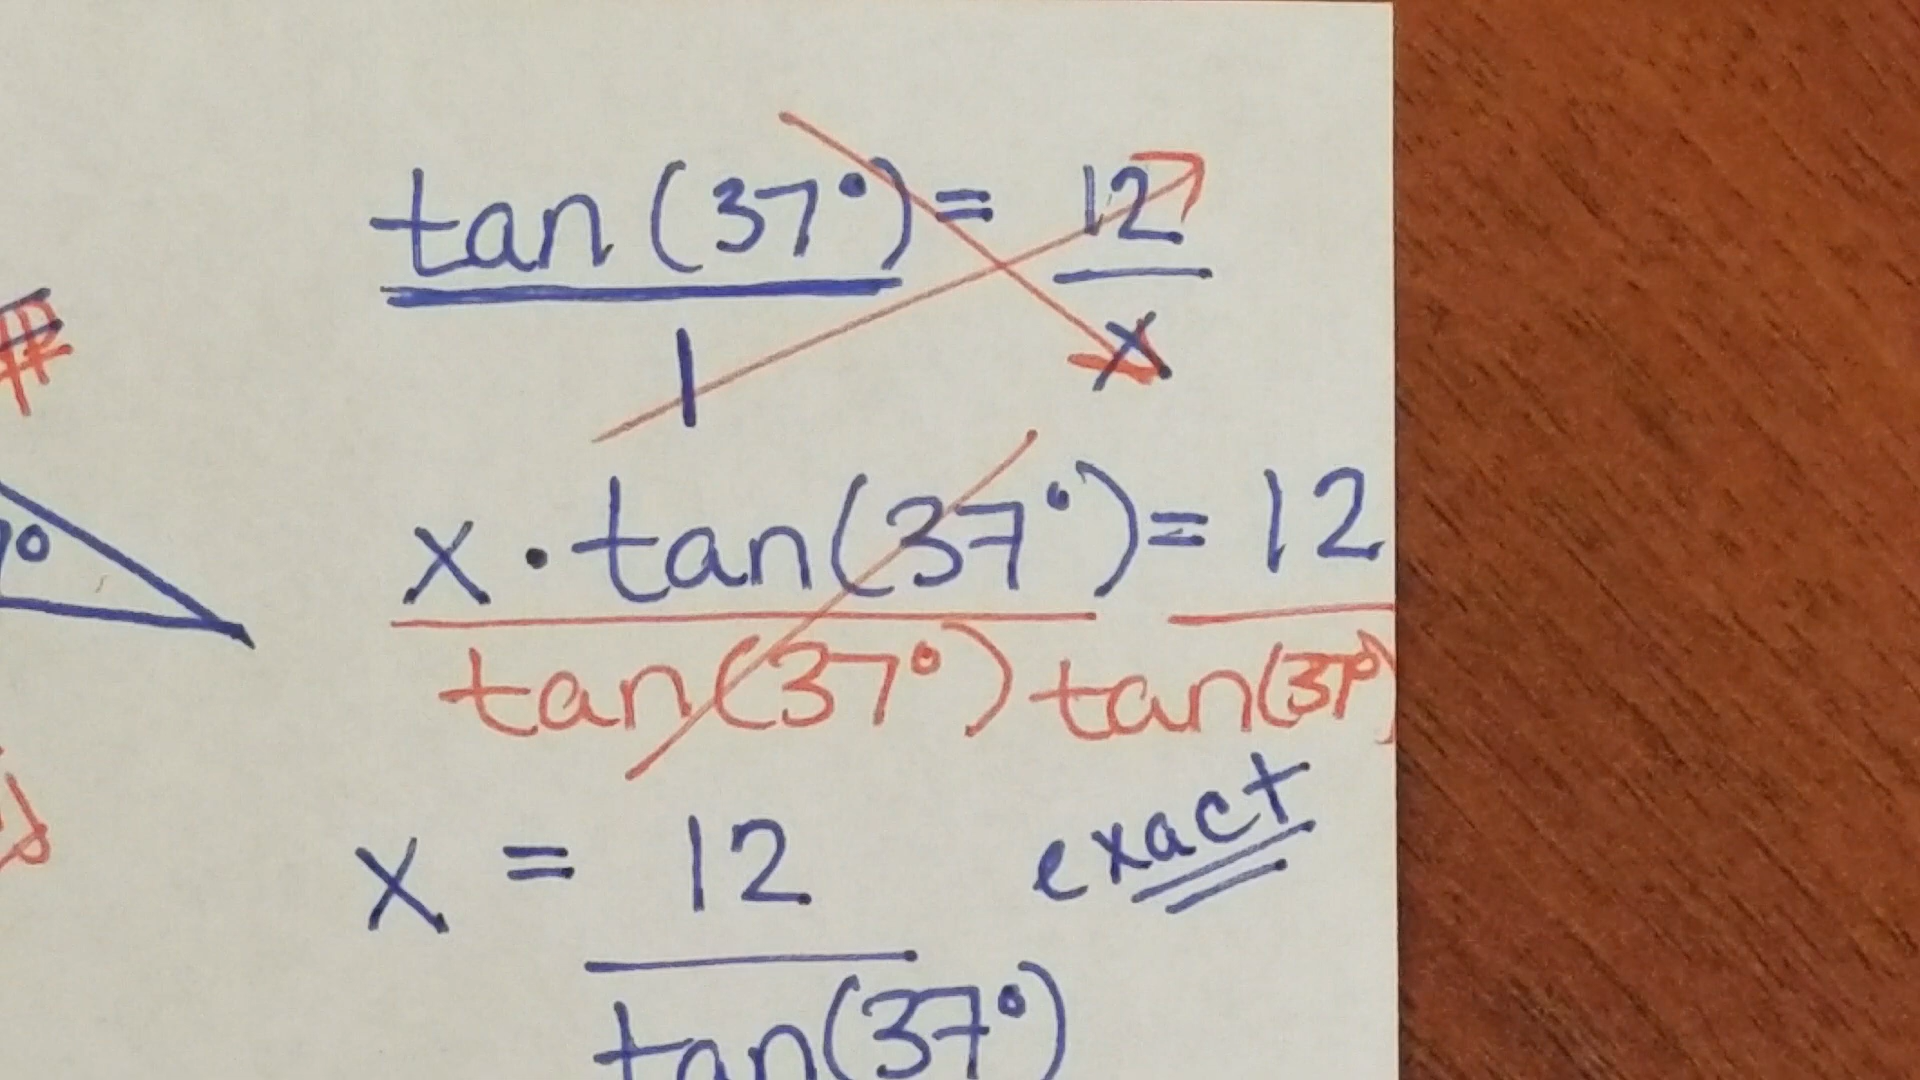 tan(37°) = 12
1 x
x · tan(37°) = 12
tan(37°) tan(37°)
x = 12 exact
tan(37°)